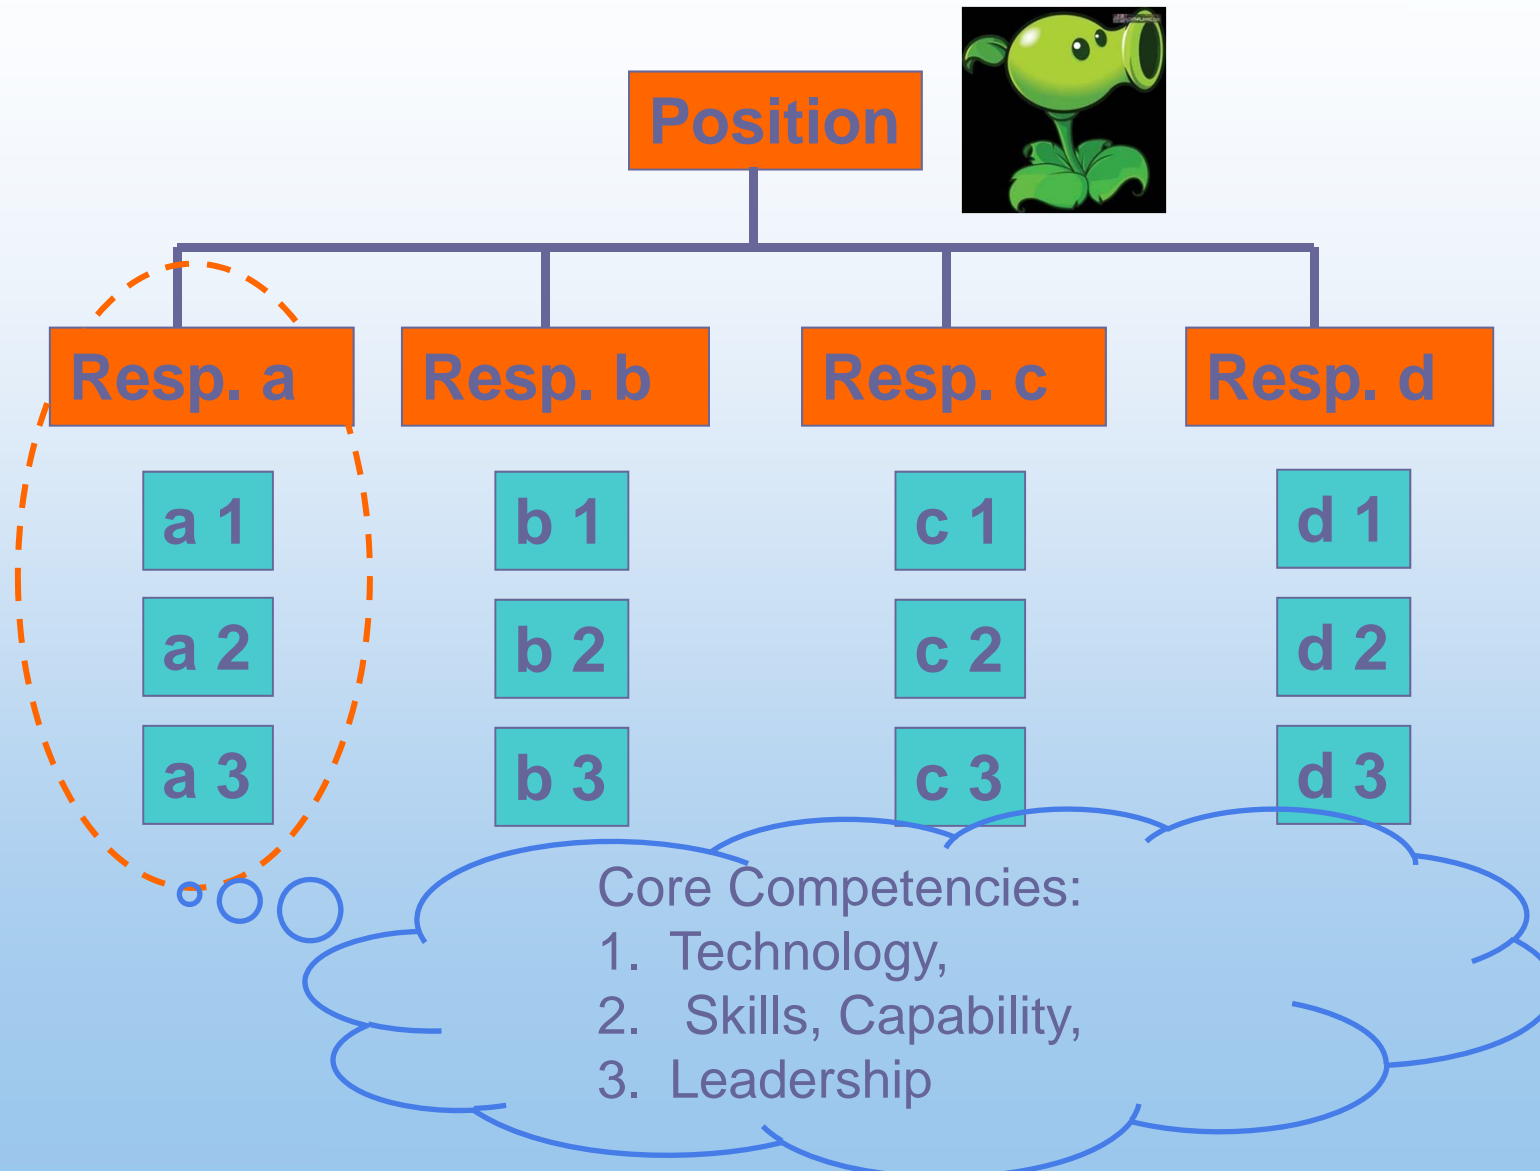 Position
Resp. a Resp. b Resp. c Resp. d
a 1 b 1 c 1 d 1
a 2 b 2 c 2 d 2
a 3 b 3 c 3 d 3
Core Competencies:
1. Technology,
2. Skills, Capability,
3. Leadership